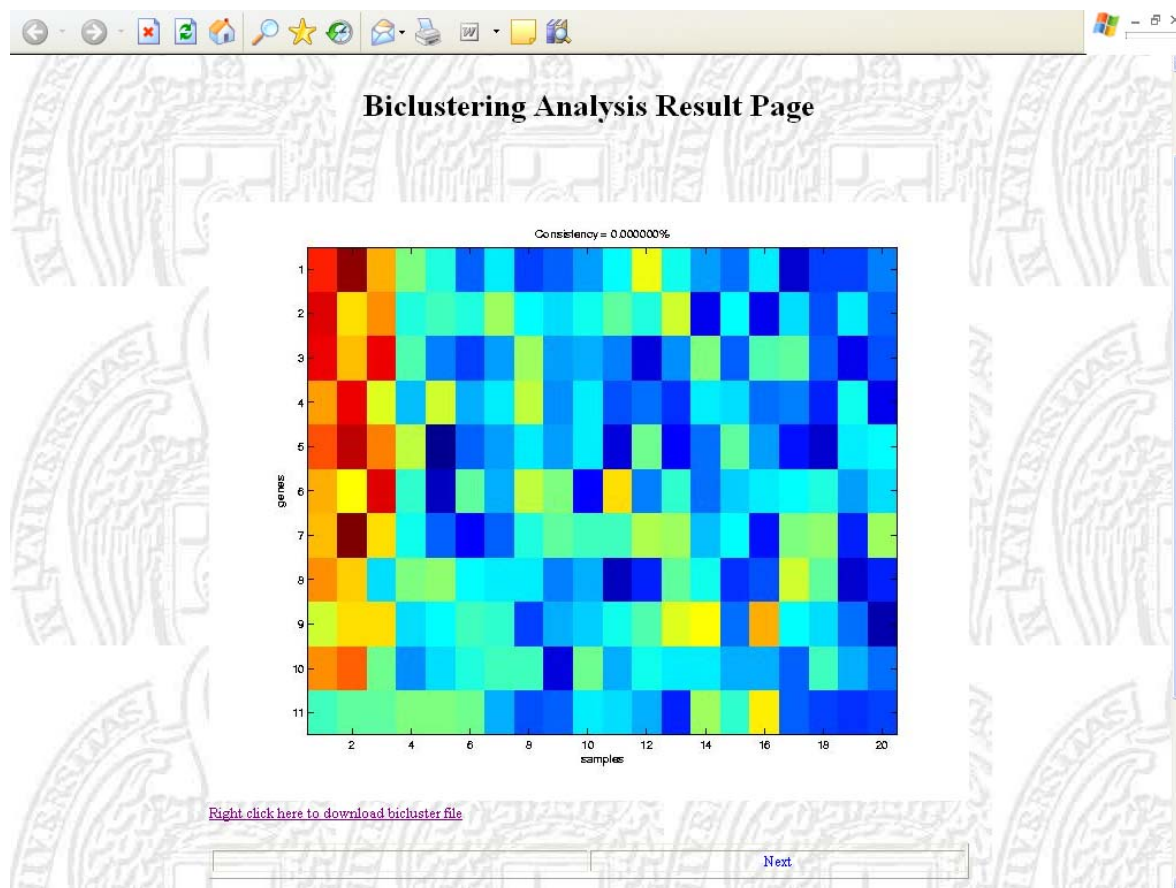 Biclustering Analysis Result Page
Consistency = 0.000000%
1
2
3
4
5
6
7
8
9
10
11
genes
2 4 6 8 10 12 14 16 18 20
samples
Right click here to download bicluster file
Next